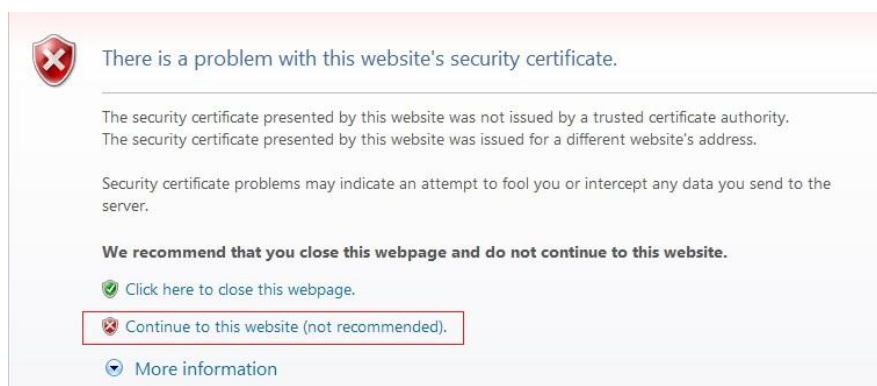 There is a problem with this website's security certificate.
The security certificate presented by this website was not issued by a trusted certificate authority.
The security certificate presented by this website was issued for a different website's address.
Security certificate problems may indicate an attempt to fool you or intercept any data you send to the
server.
We recommend that you close this webpage and do not continue to this website.
Click here to close this webpage.
Continue to this website (not recommended).
More information